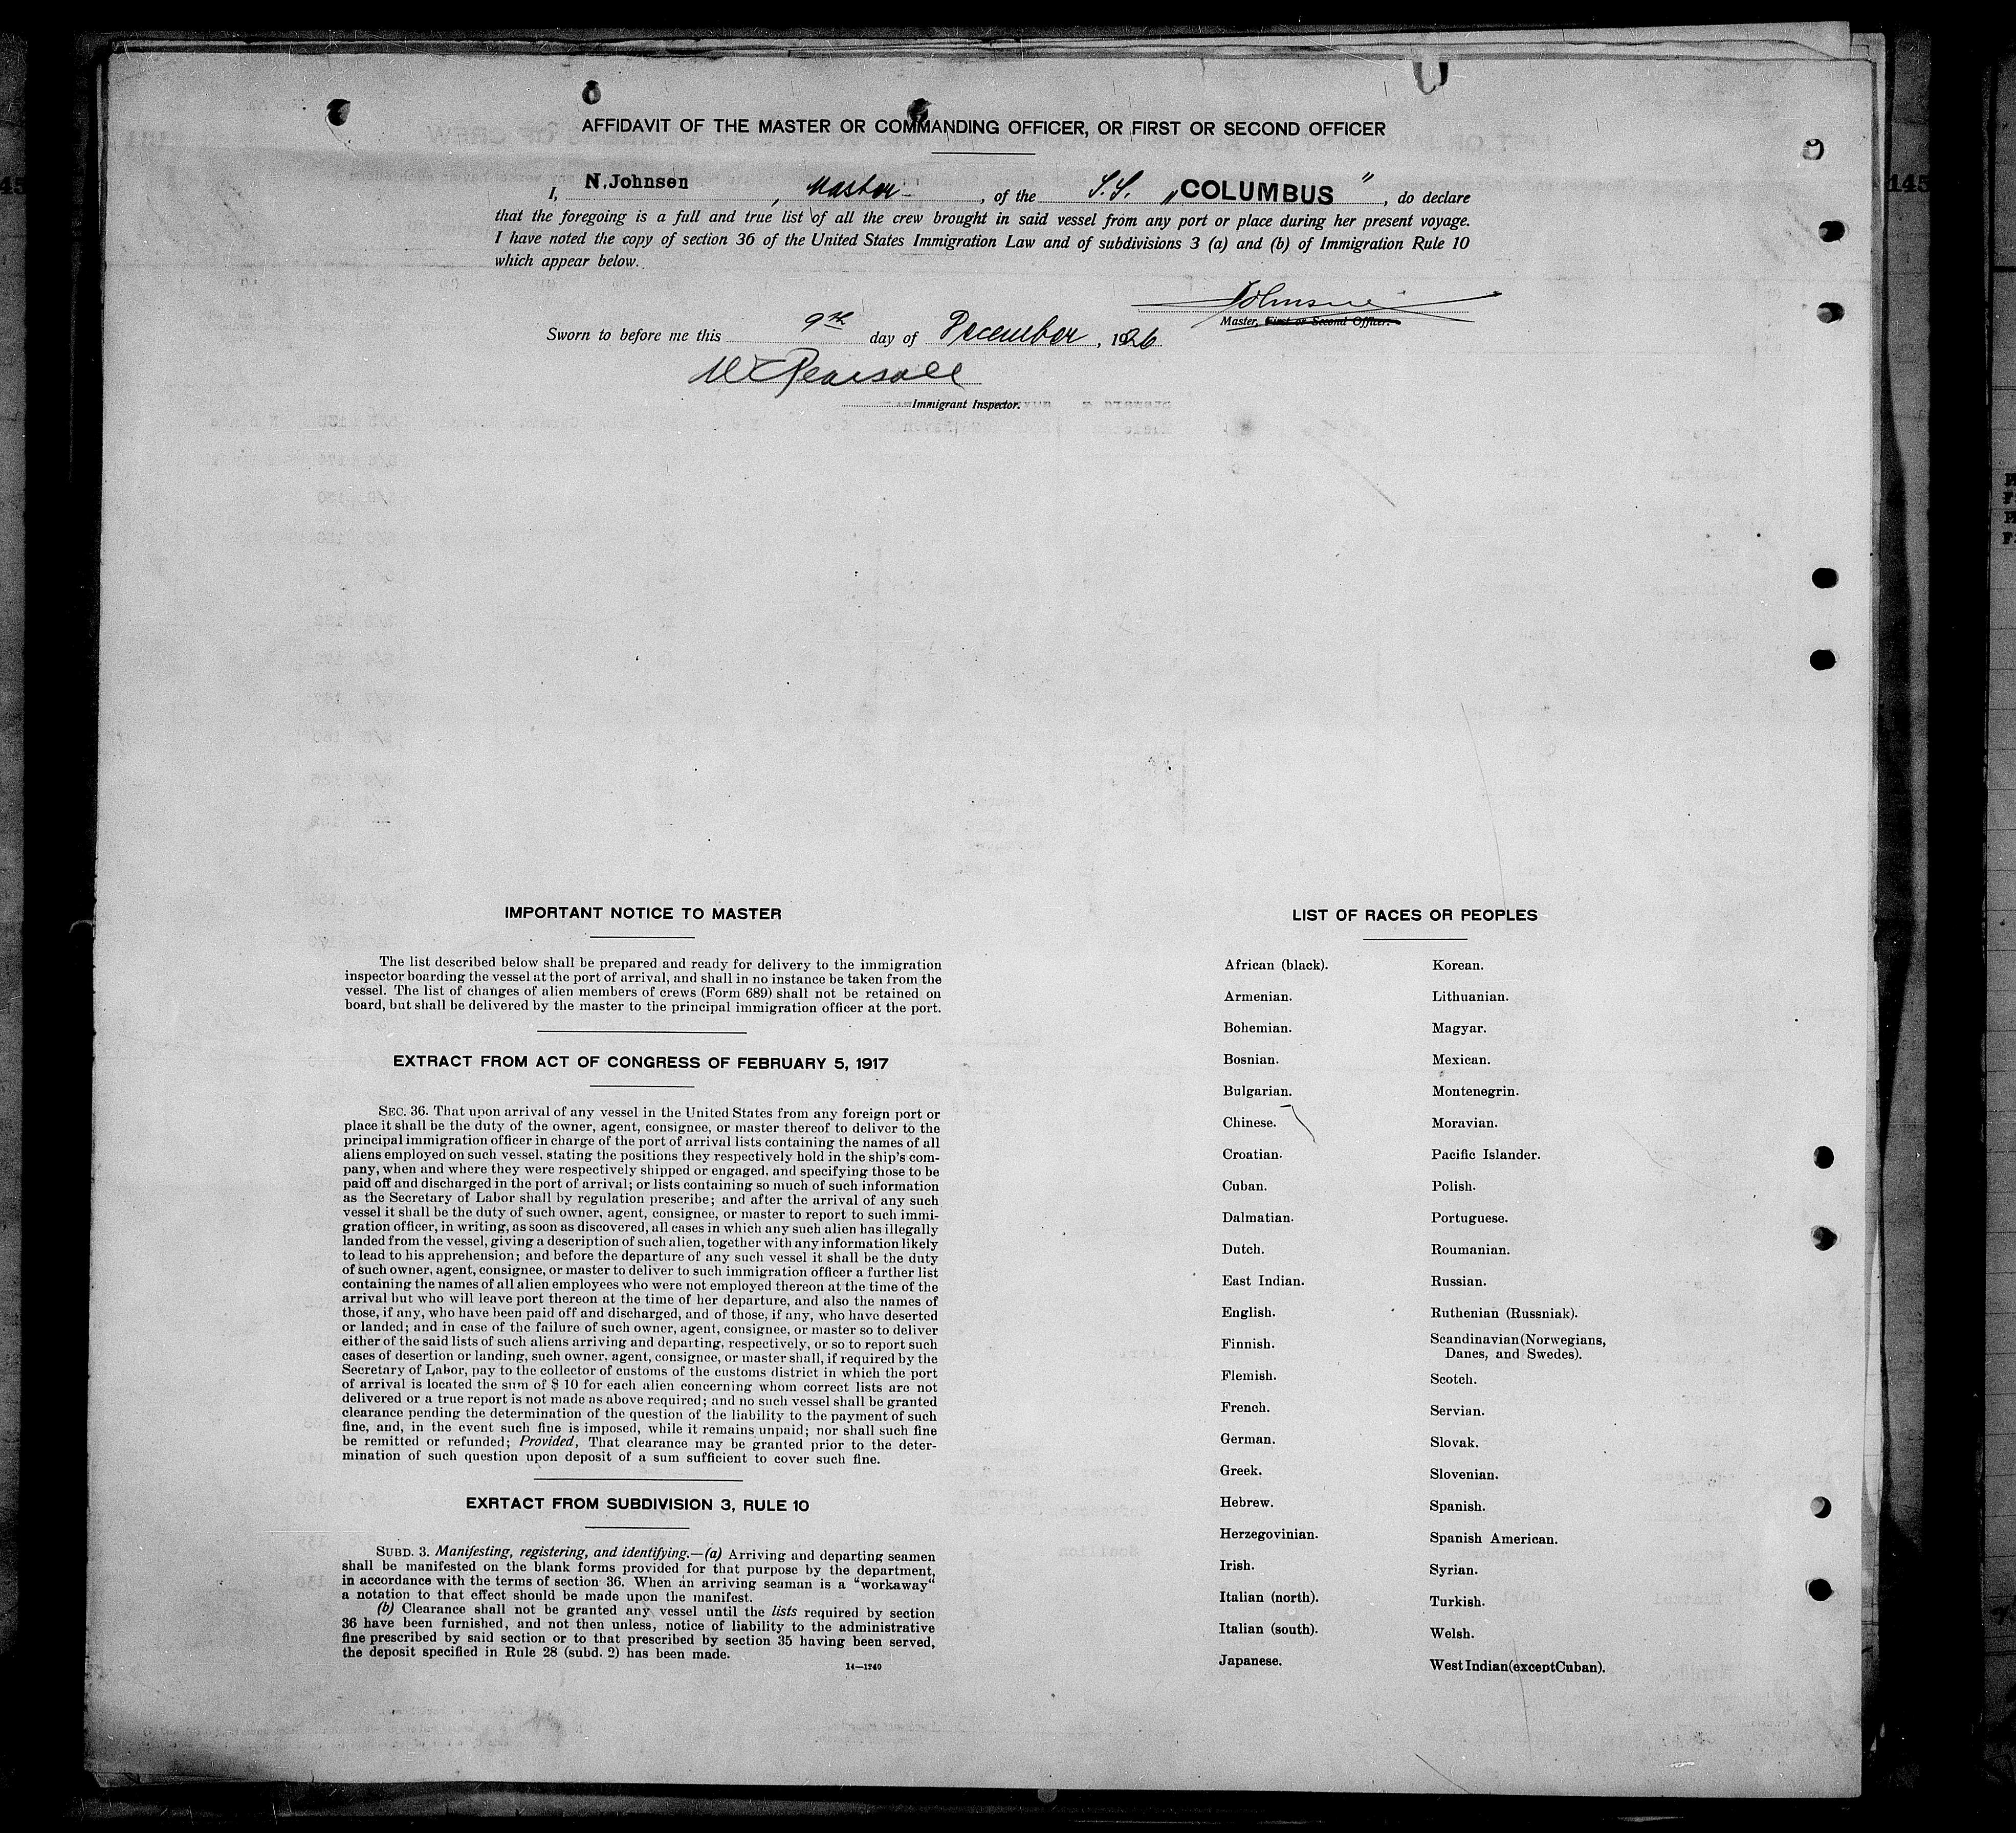 AFFIDAVIT OF THE MASTER OR COMMANDING OFFICER, OR FIRST OR SECOND OFFICER
I, N. Johnsen, Master, of the S.S. „COLUMBUS", do declare
that the foregoing is a full and true list of all the crew brought in said vessel from any port or place during her present voyage.
I have noted the copy of section 36 of the United States Immigration Law and of subdivisions 3 (a) and (b) of Immigration Rule 10
which appear below.
Johnsen
Master, First or Second Officer.
Sworn to before me this 9th day of December, 1926
Pearsall
Immigrant Inspector.
145
IMPORTANT NOTICE TO MASTER
The list described below shall be prepared and ready for delivery to the immigration
inspector boarding the vessel at the port of arrival, and shall in no instance be taken from the
vessel. The list of changes of alien members of crews (Form 689) shall not be retained on
board, but shall be delivered by the master to the principal immigration officer at the port.
EXTRACT FROM ACT OF CONGRESS OF FEBRUARY 5, 1917
SEC. 36. That upon arrival of any vessel in the United States from any foreign port or
place it shall be the duty of the owner, agent, consignee, or master thereof to deliver to the
principal immigration officer in charge of the port of arrival lists containing the names of all
aliens employed on such vessel, stating the positions they respectively hold in the ship's com-
pany, when and where they were respectively shipped or engaged, and specifying those to be
paid off and discharged in the port of arrival; or lists containing so much of such information
as the Secretary of Labor shall by regulation prescribe; and after the arrival of any such
vessel it shall be the duty of such owner, agent, consignee, or master to report to such immi-
gration officer, in writing, as soon as discovered, all cases in which any such alien has illegally
landed from the vessel, giving a description of such alien, together with any information likely
to lead to his apprehension; and before the departure of any such vessel it shall be the duty
of such owner, agent, consignee, or master to deliver to such immigration officer a further list
containing the names of all alien employees who were not employed thereon at the time of the
arrival but who will leave port thereon at the time of her departure, and also the names of
those, if any, who have been paid off and discharged, and of those, if any, who have deserted
or landed; and in case of the failure of such owner, agent, consignee, or master so to deliver
either of the said lists of such aliens arriving and departing, respectively, or so to report such
cases of desertion or landing, such owner, agent, consignee, or master shall, if required by the
Secretary of Labor, pay to the collector of customs of the customs district in which the port
of arrival is located the sum of $ 10 for each alien concerning whom correct lists are not
delivered or a true report is not made as above required; and no such vessel shall be granted
clearance pending the determination of the question of the liability to the payment of such
fine, and, in the event such fine is imposed, while it remains unpaid; nor shall such fine
be remitted or refunded; Provided, That clearance may be granted prior to the deter-
mination of such question upon deposit of a sum sufficient to cover such fine.
EXRTACT FROM SUBDIVISION 3, RULE 10
SUBD. 3. Manifesting, registering, and identifying.—(a) Arriving and departing seamen
shall be manifested on the blank forms provided for that purpose by the department,
in accordance with the terms of section 36. When an arriving seaman is a "workaway"
a notation to that effect should be made upon the manifest.
(b) Clearance shall not be granted any vessel until the lists required by section
36 have been furnished, and not then unless, notice of liability to the administrative
fine prescribed by said section or to that prescribed by section 35 having been served,
the deposit specified in Rule 28 (subd. 2) has been made.
14—1240
LIST OF RACES OR PEOPLES
African (black).
Armenian.
Bohemian.
Bosnian.
Bulgarian.
Chinese.
Croatian.
Cuban.
Dalmatian.
Dutch.
East Indian.
English.
Finnish.
Flemish.
French.
German.
Greek.
Hebrew.
Herzegovinian.
Irish.
Italian (north).
Italian (south).
Japanese.
Korean.
Lithuanian.
Magyar.
Mexican.
Montenegrin.
Moravian.
Pacific Islander.
Polish.
Portuguese.
Roumanian.
Russian.
Ruthenian (Russniak).
Scandinavian (Norwegians,
Danes, and Swedes).
Scotch.
Servian.
Slovak.
Slovenian.
Spanish.
Spanish American.
Syrian.
Turkish.
Welsh.
West Indian (except Cuban).